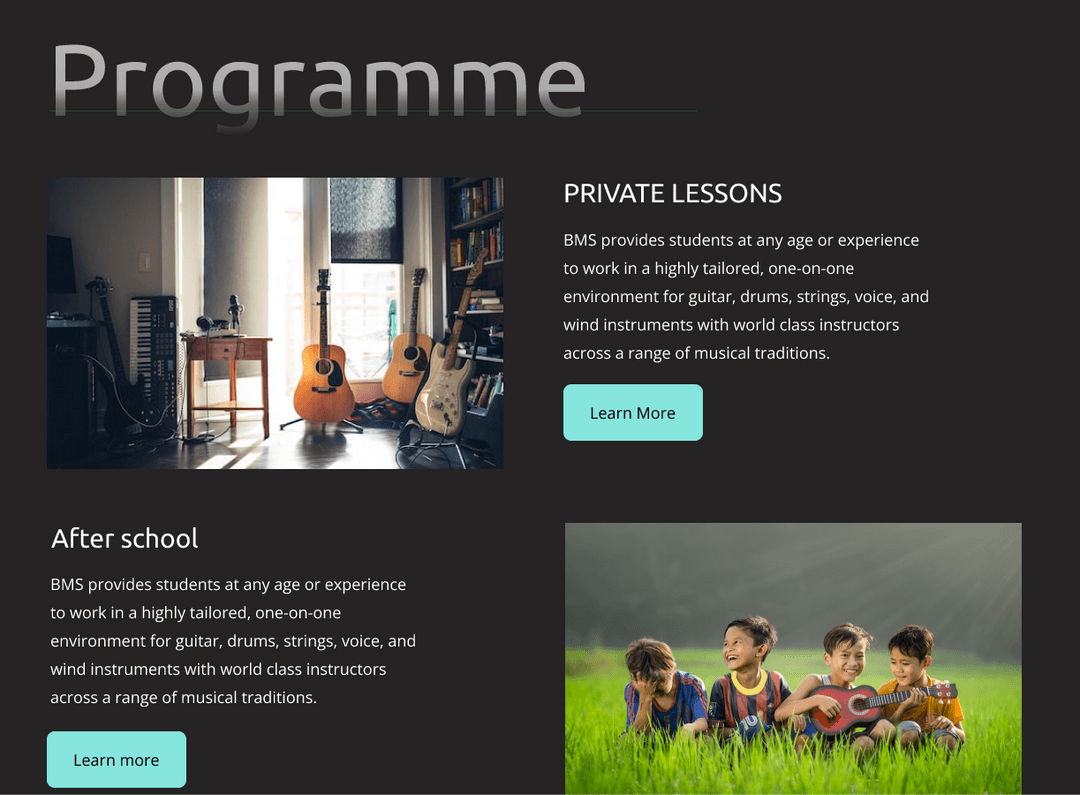 Programme
PRIVATE LESSONS
BMS provides students at any age or experience
to work in a highly tailored, one-on-one
environment for guitar, drums, strings, voice, and
wind instruments with world class instructors
across a range of musical traditions.
Learn More
After school
BMS provides students at any age or experience
to work in a highly tailored, one-on-one
environment for guitar, drums, strings, voice, and
wind instruments with world class instructors
across a range of musical traditions.
Learn more